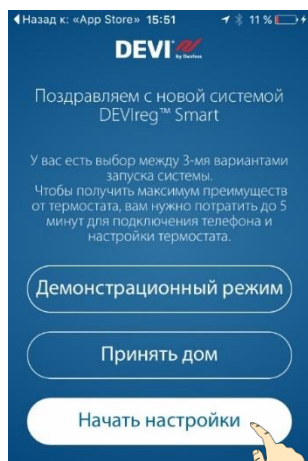 Назад к: «App Store» 15:51 11 %
DEVI
by Danfoss
Поздравляем с новой системой
DEVIreg™ Smart
У вас есть выбор между 3-мя вариантами
запуска системы.
Чтобы получить максимум преимуществ
от термостата, вам нужно потратить до 5
минут для подключения телефона и
настройки термостата.
Демонстрационный режим
Принять дом
Начать настройки